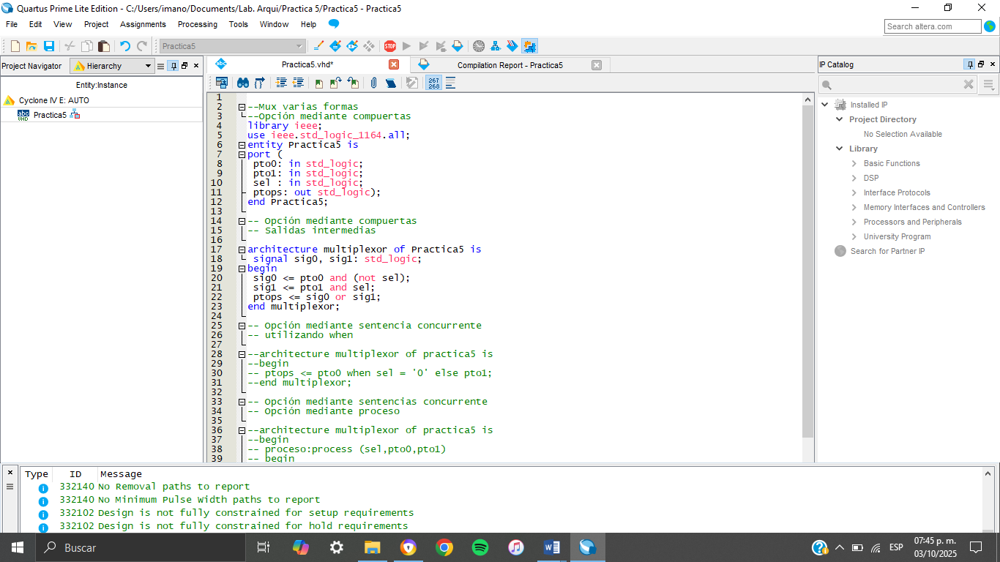 Quartus Prime Lite Edition - C:/Users/imano/Documents/Lab. Arqui/Practica 5/Practica5 - Practica5
File Edit View Project Assignments Processing Tools Window Help
Search altera.com
Practica5
Project Navigator Hierarchy
Entity:Instance
Cyclone IV E: AUTO
abc VHD Practica5
Practica5.vhd*
Compilation Report - Practica5
267 268
1
2 --Mux varias formas
3 --Opción mediante compuertas
4 library ieee;
5 use ieee.std_logic_1164.all;
6 entity Practica5 is
7 port (
8 pto0: in std_logic;
9 pto1: in std_logic;
10 sel : in std_logic;
11 ptops: out std_logic);
12 end Practica5;
13
14 -- Opción mediante compuertas
15 -- Salidas intermedias
16
17 architecture multiplexor of Practica5 is
18 signal sig0, sig1: std_logic;
19 begin
20 sig0 <= pto0 and (not sel);
21 sig1 <= pto1 and sel;
22 ptops <= sig0 or sig1;
23 end multiplexor;
24
25 -- Opción mediante sentencia concurrente
26 -- utilizando when
27
28 --architecture multiplexor of practica5 is
29 --begin
30 -- ptops <= pto0 when sel = '0' else pto1;
31 --end multiplexor;
32
33 -- Opción mediante sentencias concurrente
34 -- Opción mediante proceso
35
36 --architecture multiplexor of practica5 is
37 --begin
38 -- proceso:process (sel,pto0,pto1)
39 -- begin
IP Catalog
Installed IP
Project Directory
No Selection Available
Library
Basic Functions
DSP
Interface Protocols
Memory Interfaces and Controllers
Processors and Peripherals
University Program
Search for Partner IP
Type ID Message
332140 No Removal paths to report
332140 No Minimum Pulse Width paths to report
332102 Design is not fully constrained for setup requirements
332102 Design is not fully constrained for hold requirements
Buscar
ESP
07:45 p. m.
03/10/2025